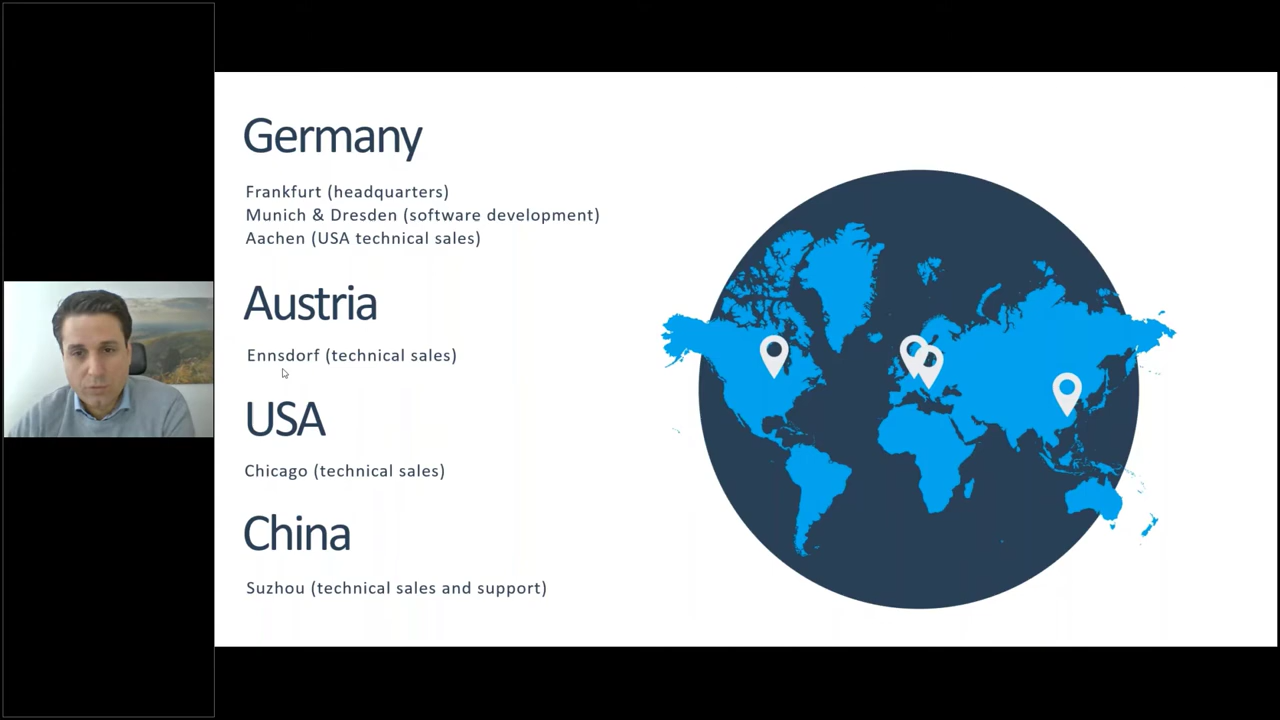 Germany
Frankfurt (headquarters)
Munich & Dresden (software development)
Aachen (USA technical sales)
Austria
Ennsdorf (technical sales)
USA
Chicago (technical sales)
China
Suzhou (technical sales and support)